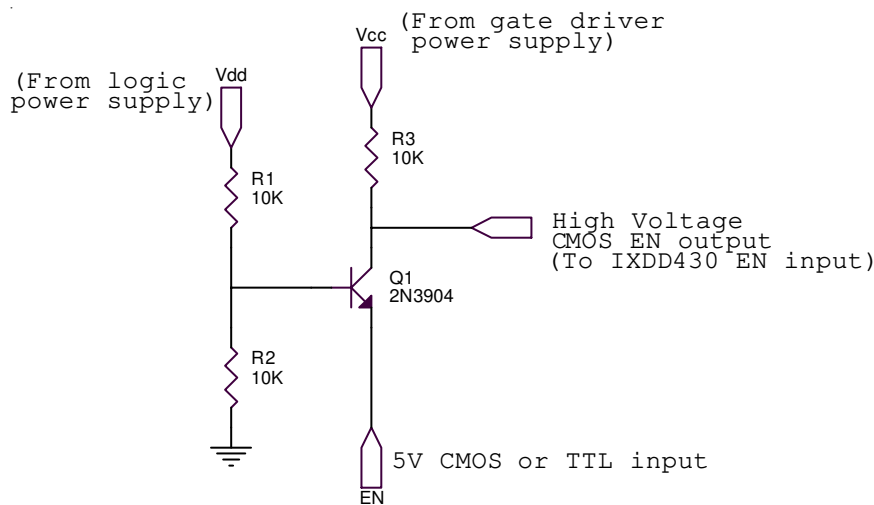 (From gate driver
power supply)
Vcc
(From logic
power supply)
Vdd
R3
10K
R1
10K
High Voltage
CMOS EN output
(To IXDD430 EN input)
Q1
2N3904
R2
10K
5V CMOS or TTL input
EN